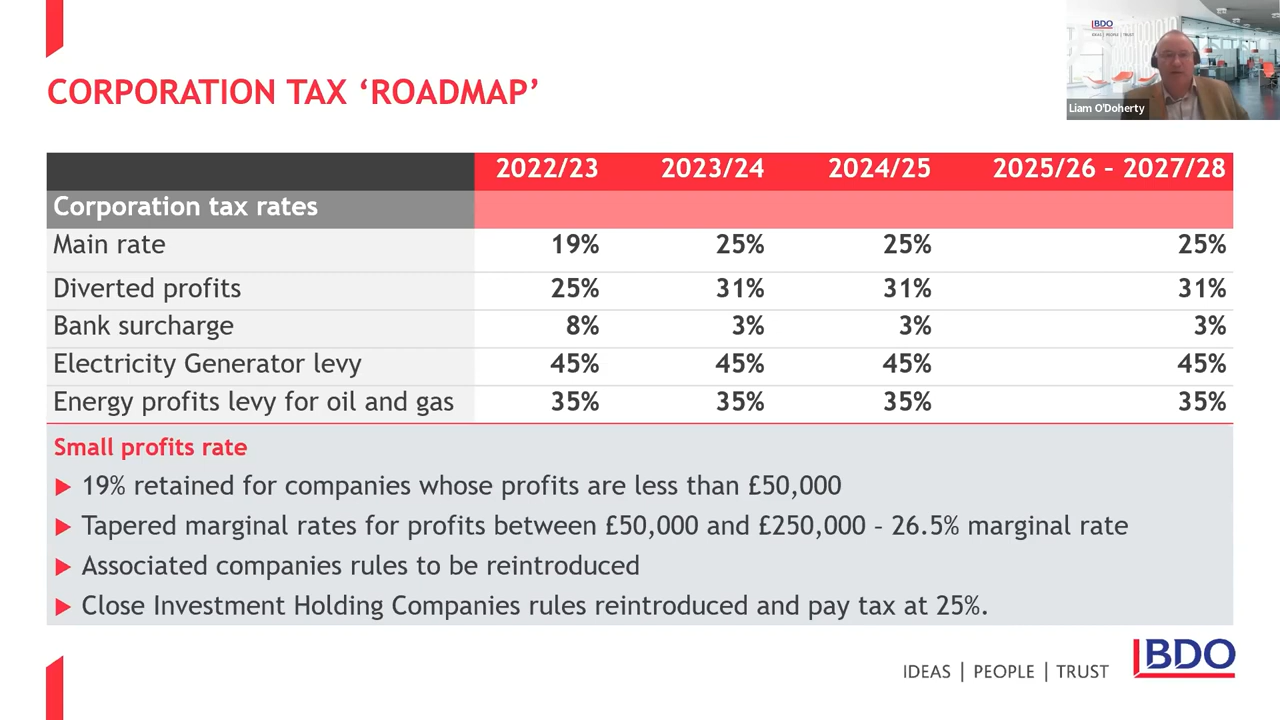 BDO
IDEAS | PEOPLE | TRUST
Liam O'Doherty
CORPORATION TAX ‘ROADMAP’
2022/23 2023/24 2024/25 2025/26 – 2027/28
Corporation tax rates
Main rate 19% 25% 25% 25%
Diverted profits 25% 31% 31% 31%
Bank surcharge 8% 3% 3% 3%
Electricity Generator levy 45% 45% 45% 45%
Energy profits levy for oil and gas 35% 35% 35% 35%
Small profits rate
19% retained for companies whose profits are less than £50,000
Tapered marginal rates for profits between £50,000 and £250,000 – 26.5% marginal rate
Associated companies rules to be reintroduced
Close Investment Holding Companies rules reintroduced and pay tax at 25%.
IDEAS | PEOPLE | TRUST
BDO